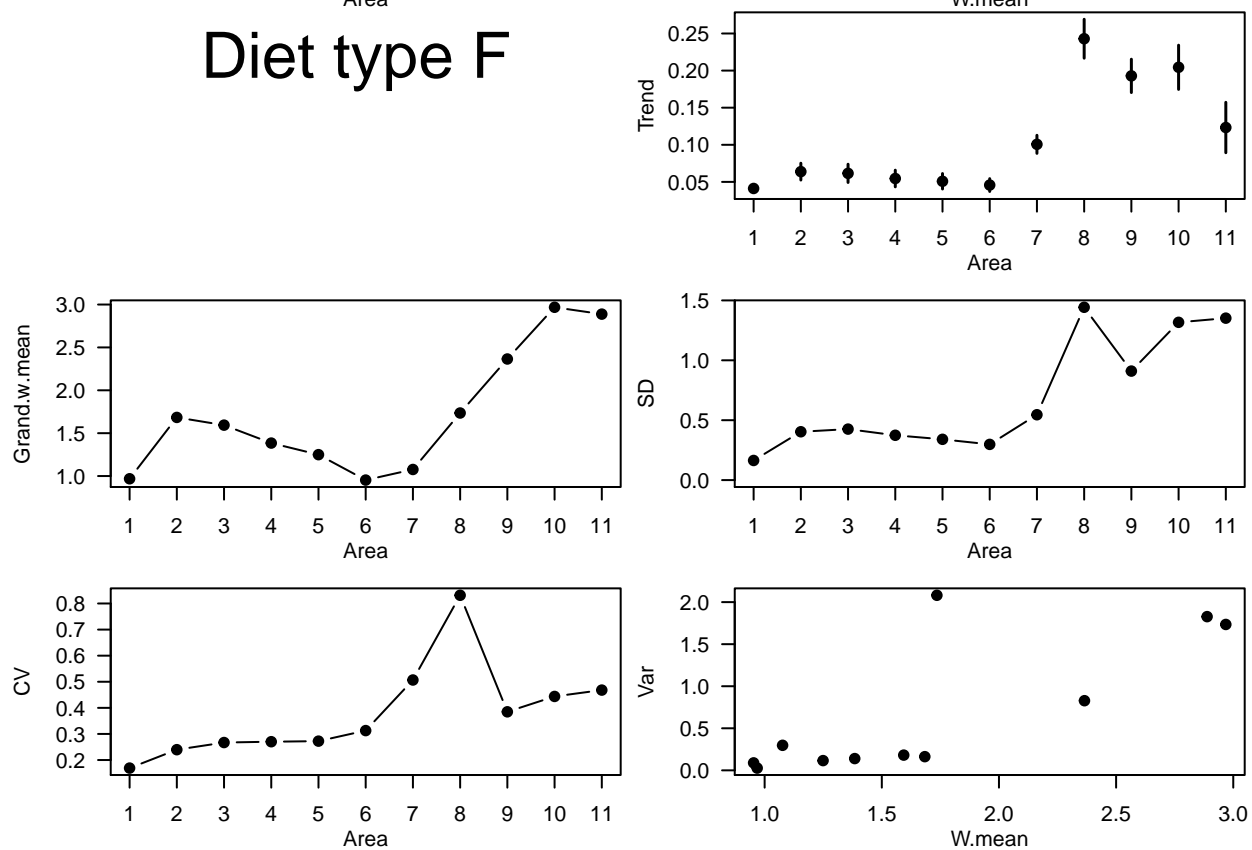 Area
W.mean
Diet type F
0.25
0.20
0.15
0.10
0.05
Trend
1 2 3 4 5 6 7 8 9 10 11
Area
3.0
2.5
2.0
1.5
1.0
Grand.w.mean
1 2 3 4 5 6 7 8 9 10 11
Area
1.5
1.0
0.5
0.0
SD
1 2 3 4 5 6 7 8 9 10 11
Area
0.8
0.7
0.6
0.5
0.4
0.3
0.2
CV
1 2 3 4 5 6 7 8 9 10 11
Area
2.0
1.5
1.0
0.5
0.0
Var
1.0 1.5 2.0 2.5 3.0
W.mean